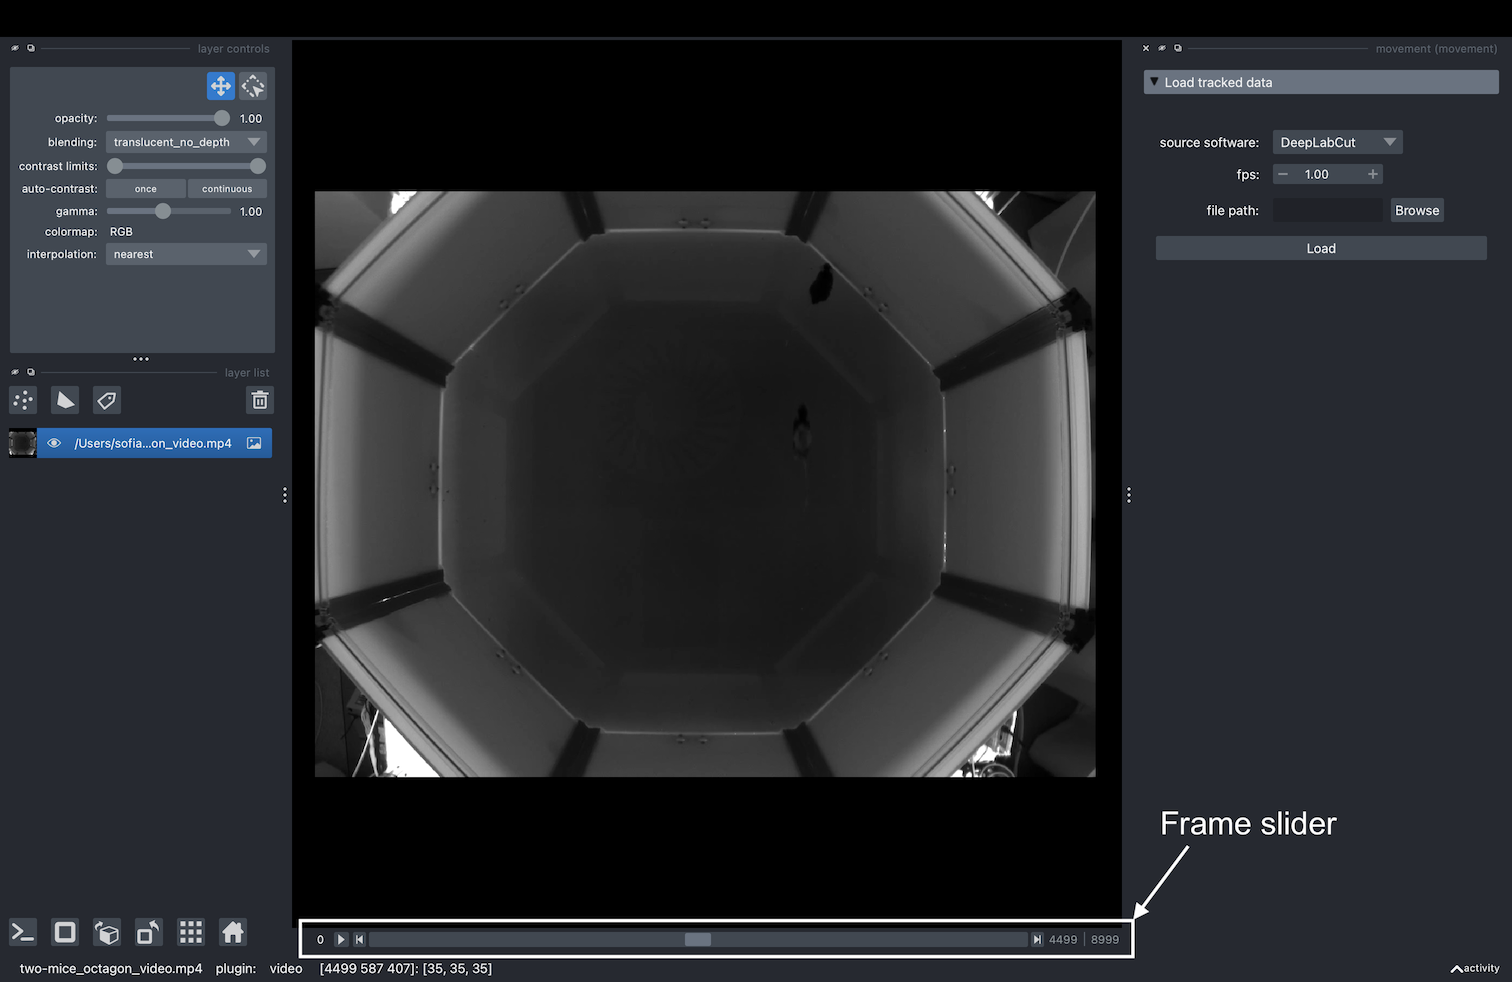 layer controls
opacity: 1.00
blending: translucent_no_depth
contrast limits:
auto-contrast: once continuous
gamma: 1.00
colormap: RGB
interpolation: nearest
layer list
/Users/sofia...on_video.mp4
movement (movement)
Load tracked data
source software: DeepLabCut
fps: 1.00
file path: Browse
Load
Frame slider
0 4499 8999
two-mice_octagon_video.mp4 plugin: video [4499 587 407]: [35, 35, 35]
activity